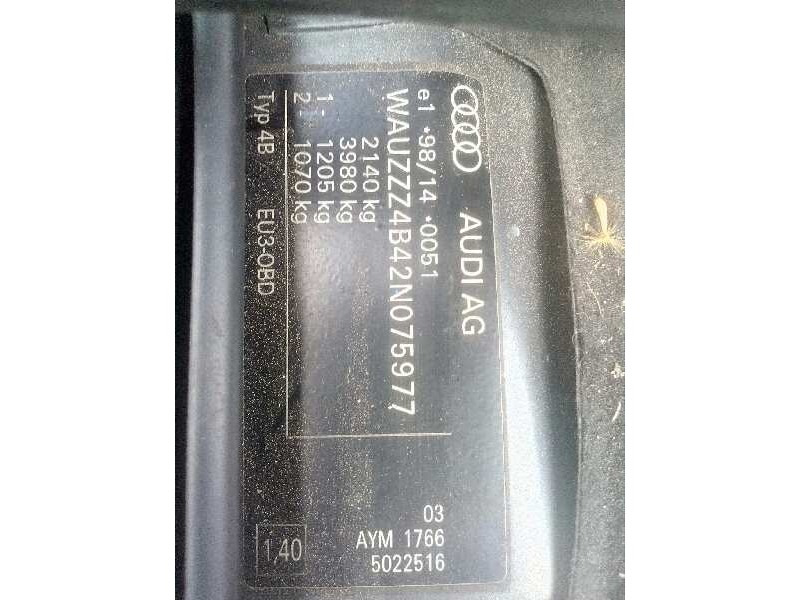 AUDI AG
e1 *98/14 *0051
WAUZZZ4B42N075977
2140 kg
3980 kg
1- 1205 kg
2- 1070 kg
Typ 4B EU3-OBD
03
AYM 1766
5022516
1,40